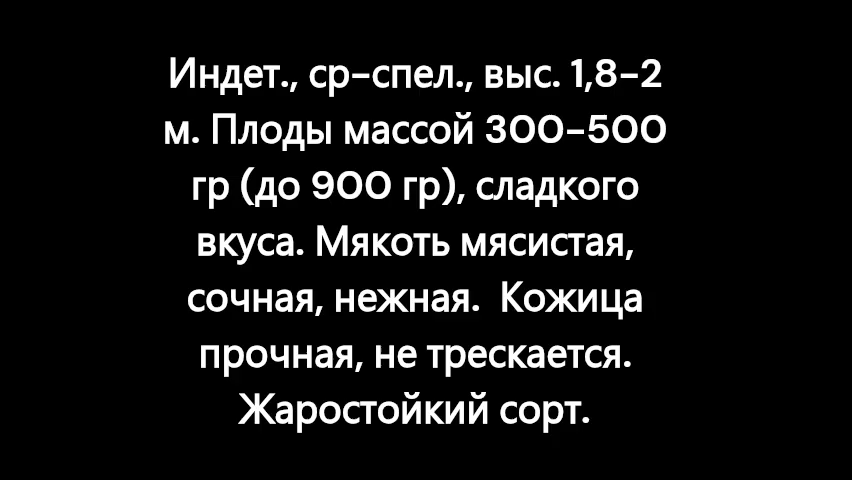 Индет., ср-спел., выс. 1,8-2
м. Плоды массой 300-500
гр (до 900 гр), сладкого
вкуса. Мякоть мясистая,
сочная, нежная.  Кожица
прочная, не трескается.
Жаростойкий сорт.